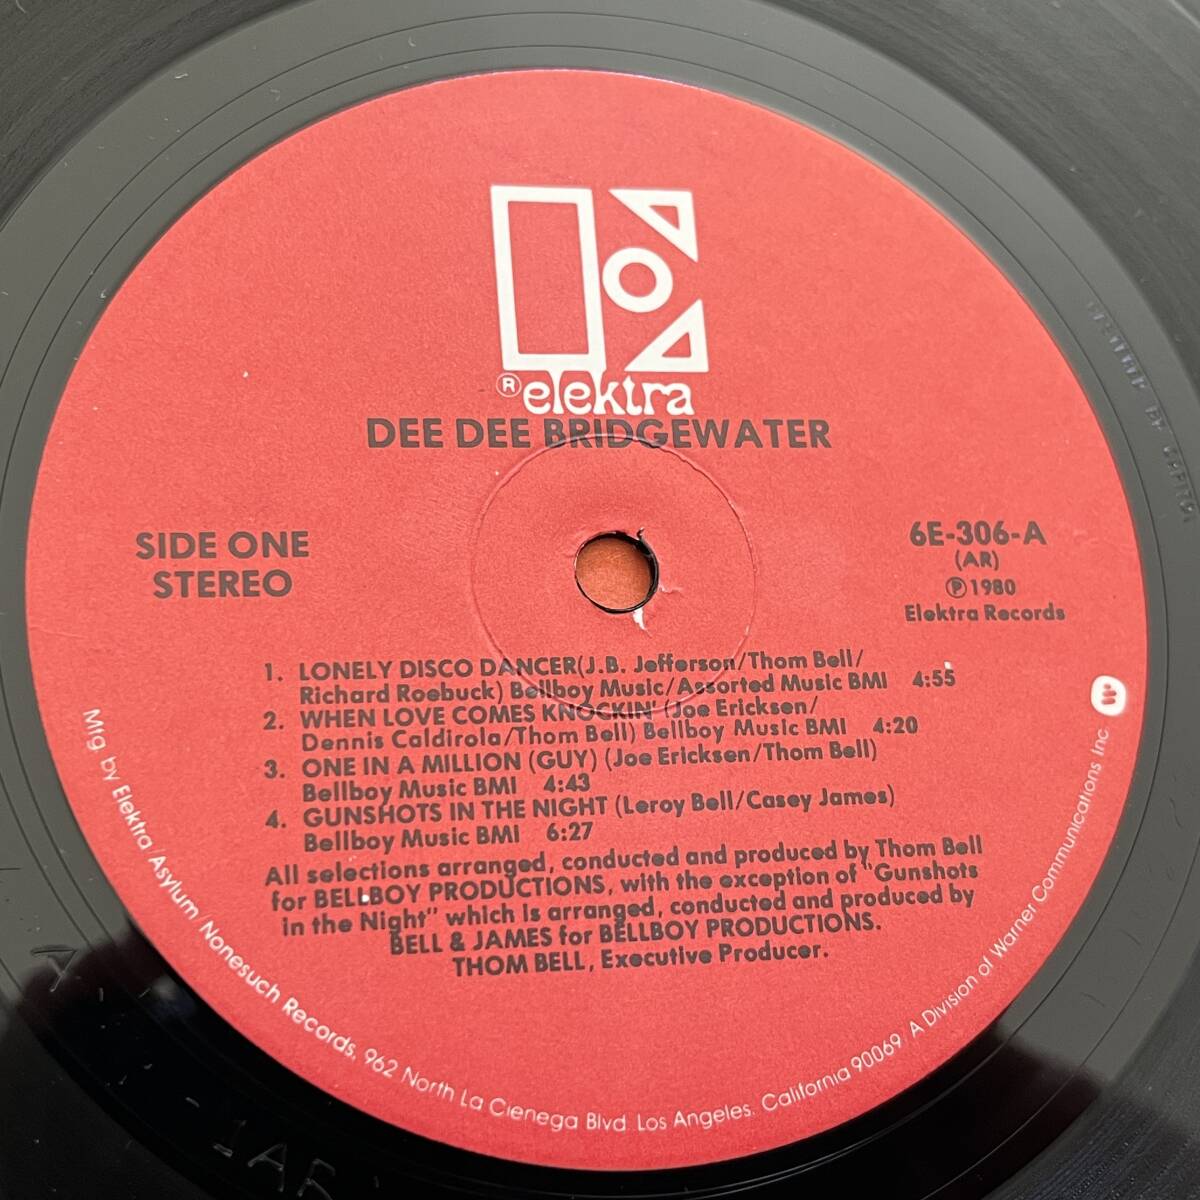 ® elektra
DEE DEE BRIDGEWATER
SIDE ONE
STEREO
6E-306-A
(AR)
℗ 1980
Elektra Records
1. LONELY DISCO DANCER(J.B. Jefferson/Thom Bell/
Richard Roebuck) Bellboy Music/Assorted Music BMI 4:55
2. WHEN LOVE COMES KNOCKIN' (Joe Ericksen/
Dennis Caldirola/Thom Bell) Bellboy Music BMI 4:20
3. ONE IN A MILLION (GUY) (Joe Ericksen/Thom Bell)
Bellboy Music BMI 4:43
4. GUNSHOTS IN THE NIGHT (Leroy Bell/Casey James)
Bellboy Music BMI 6:27
All selections arranged, conducted and produced by Thom Bell
for BELLBOY PRODUCTIONS, with the exception of "Gunshots
in the Night" which is arranged, conducted and produced by
BELL & JAMES for BELLBOY PRODUCTIONS.
THOM BELL, Executive Producer.
Mfg. by Elektra/Asylum/Nonesuch Records, 962 North La Cienega Blvd. Los Angeles, California 90069 A Division of Warner Communications Inc.